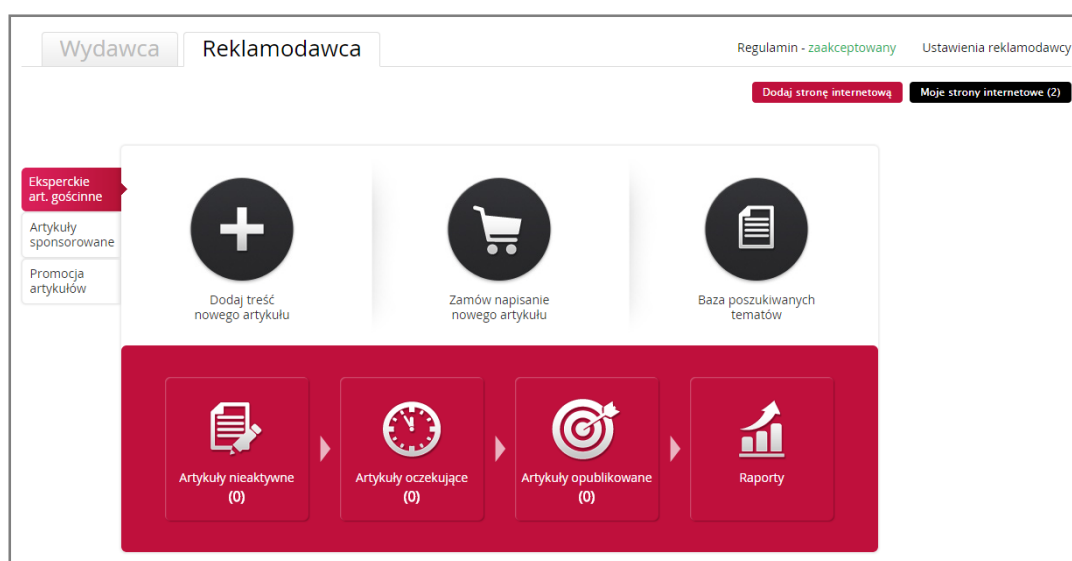 Wydawca
Reklamodawca
Regulamin - zaakceptowany
Ustawienia reklamodawcy
Dodaj stronę internetową
Moje strony internetowe (2)
Eksperckie
art. gościnne
Artykuły
sponsorowane
Promocja
artykułów
Dodaj treść
nowego artykułu
Zamów napisanie
nowego artykułu
Baza poszukiwanych
tematów
Artykuły nieaktywne
(0)
Artykuły oczekujące
(0)
Artykuły opublikowane
(0)
Raporty